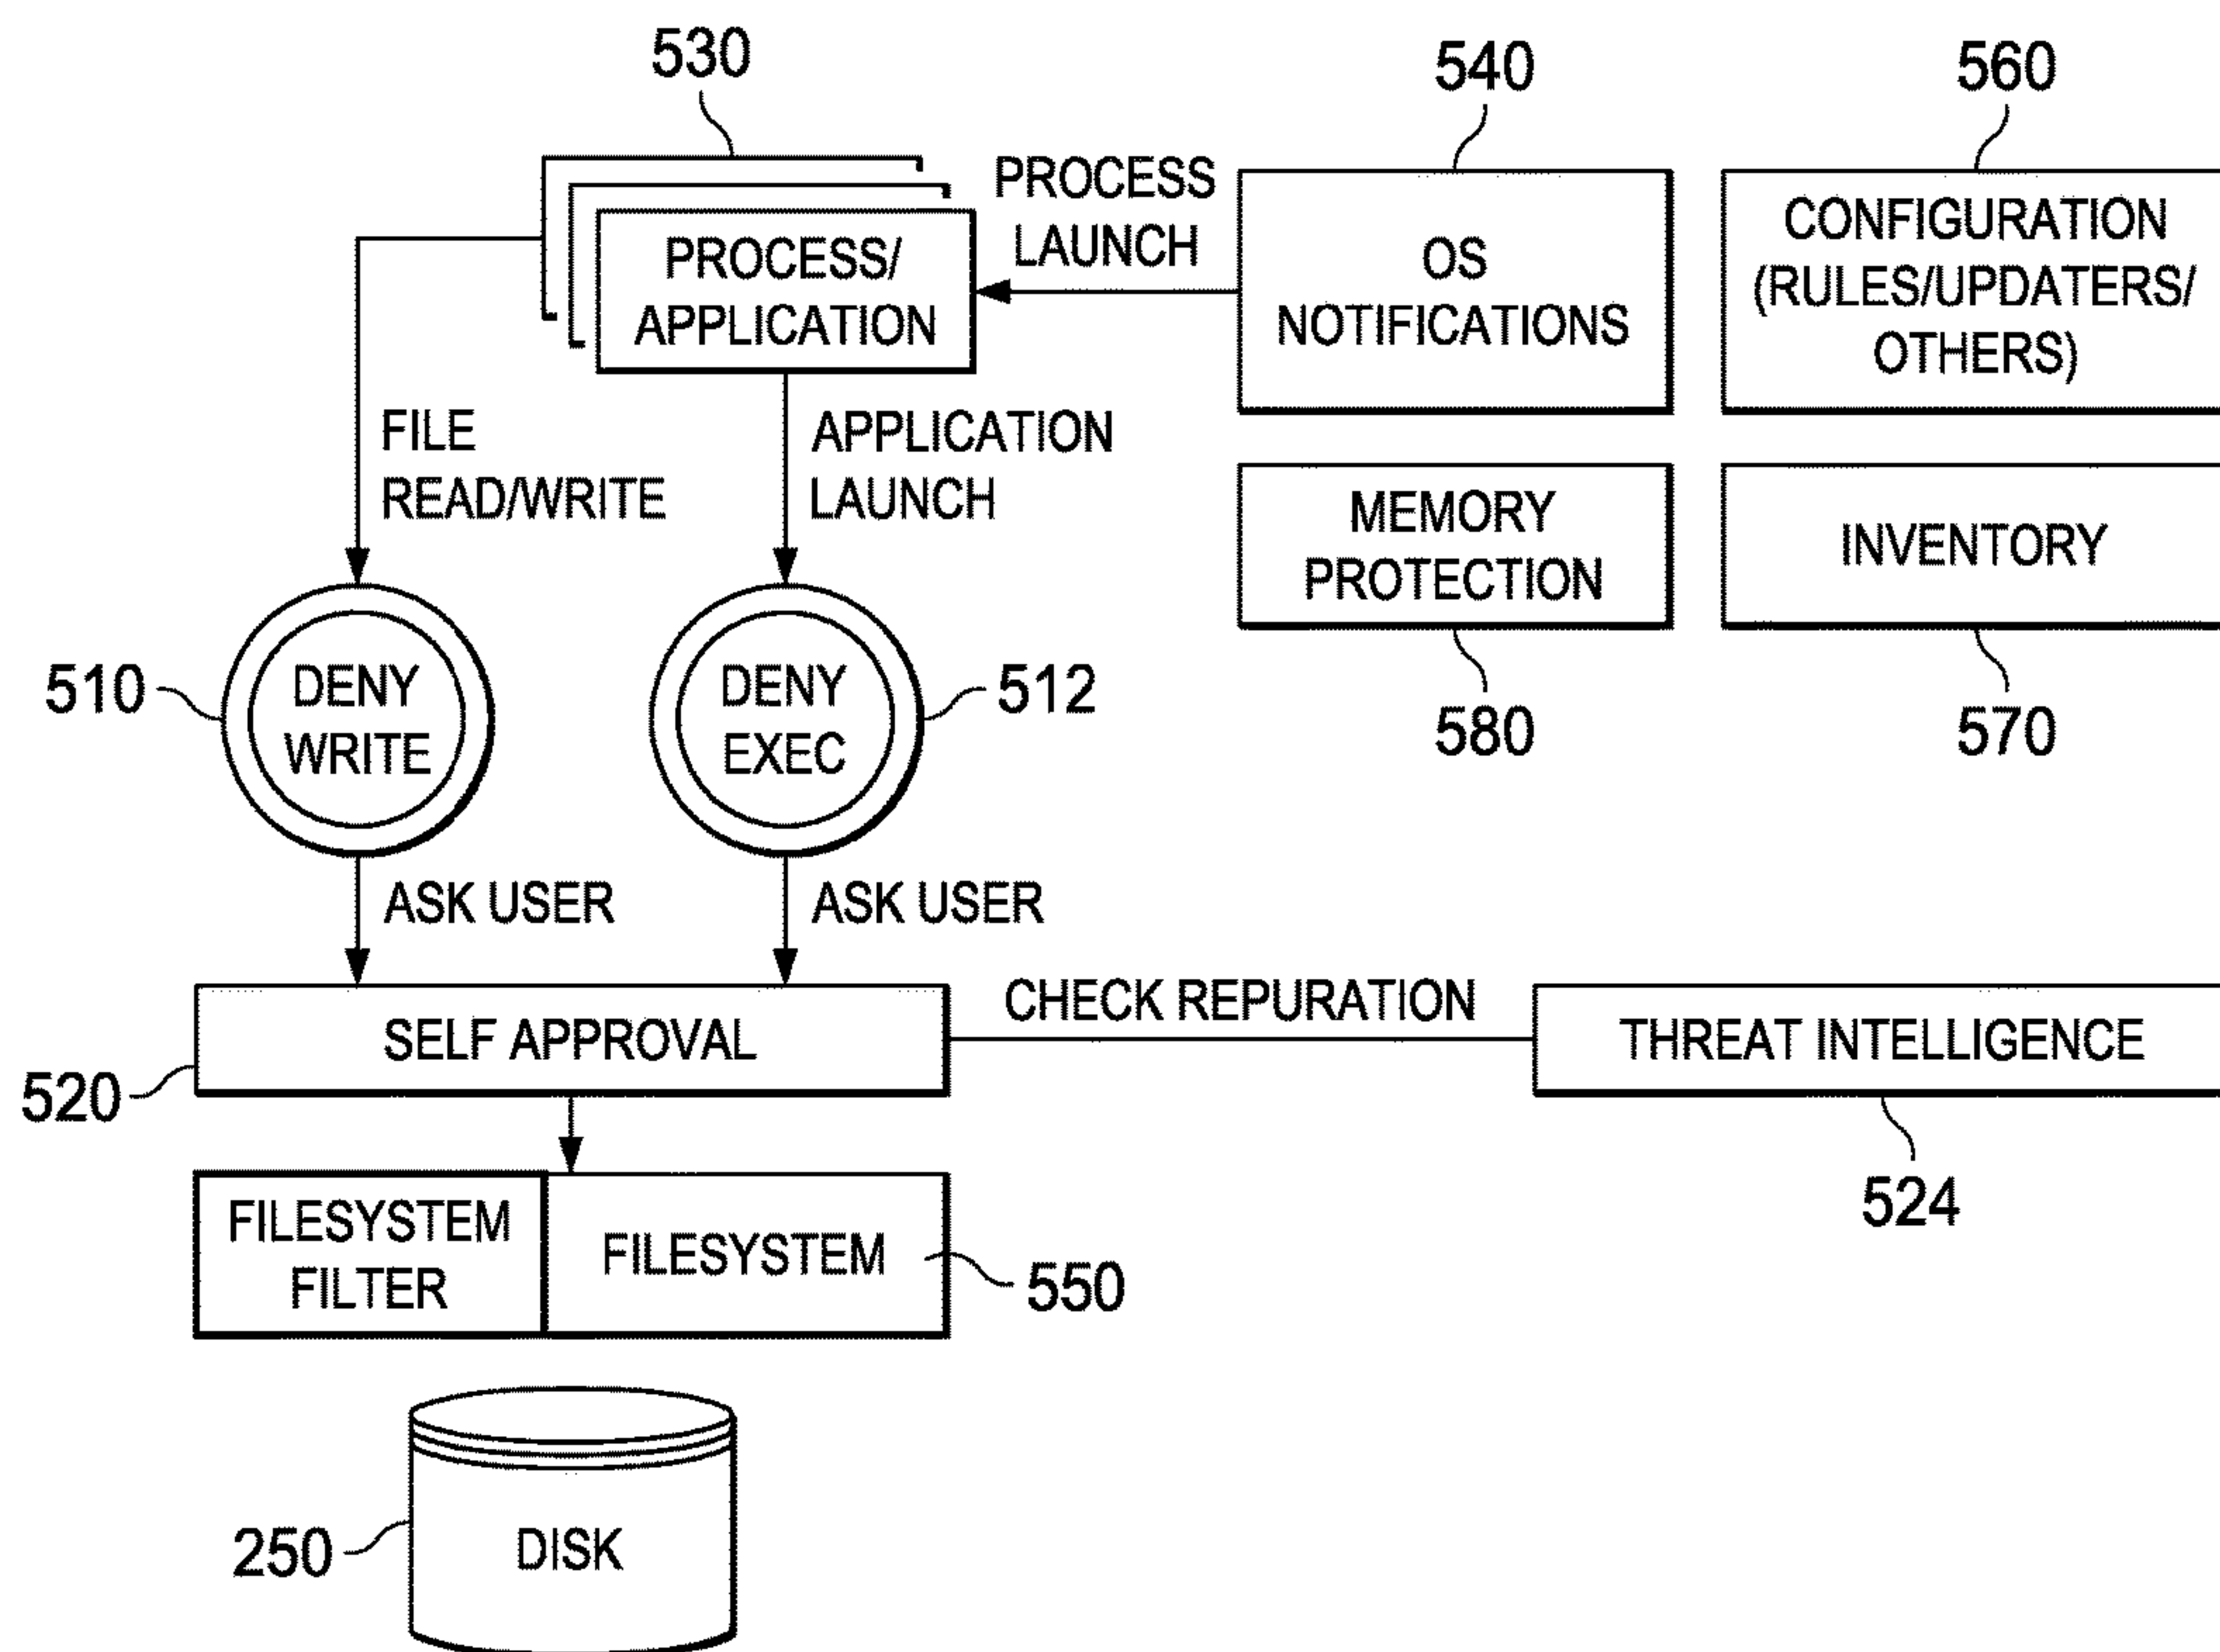 530
540
560
PROCESS
LAUNCH
PROCESS/
APPLICATION
OS
NOTIFICATIONS
CONFIGURATION
(RULES/UPDATERS/
OTHERS)
FILE
READ/WRITE
APPLICATION
LAUNCH
MEMORY
PROTECTION
INVENTORY
510
DENY
WRITE
DENY
EXEC
512
580
570
ASK USER
ASK USER
SELF APPROVAL
CHECK REPURATION
THREAT INTELLIGENCE
520
524
FILESYSTEM
FILTER
FILESYSTEM
550
250
DISK